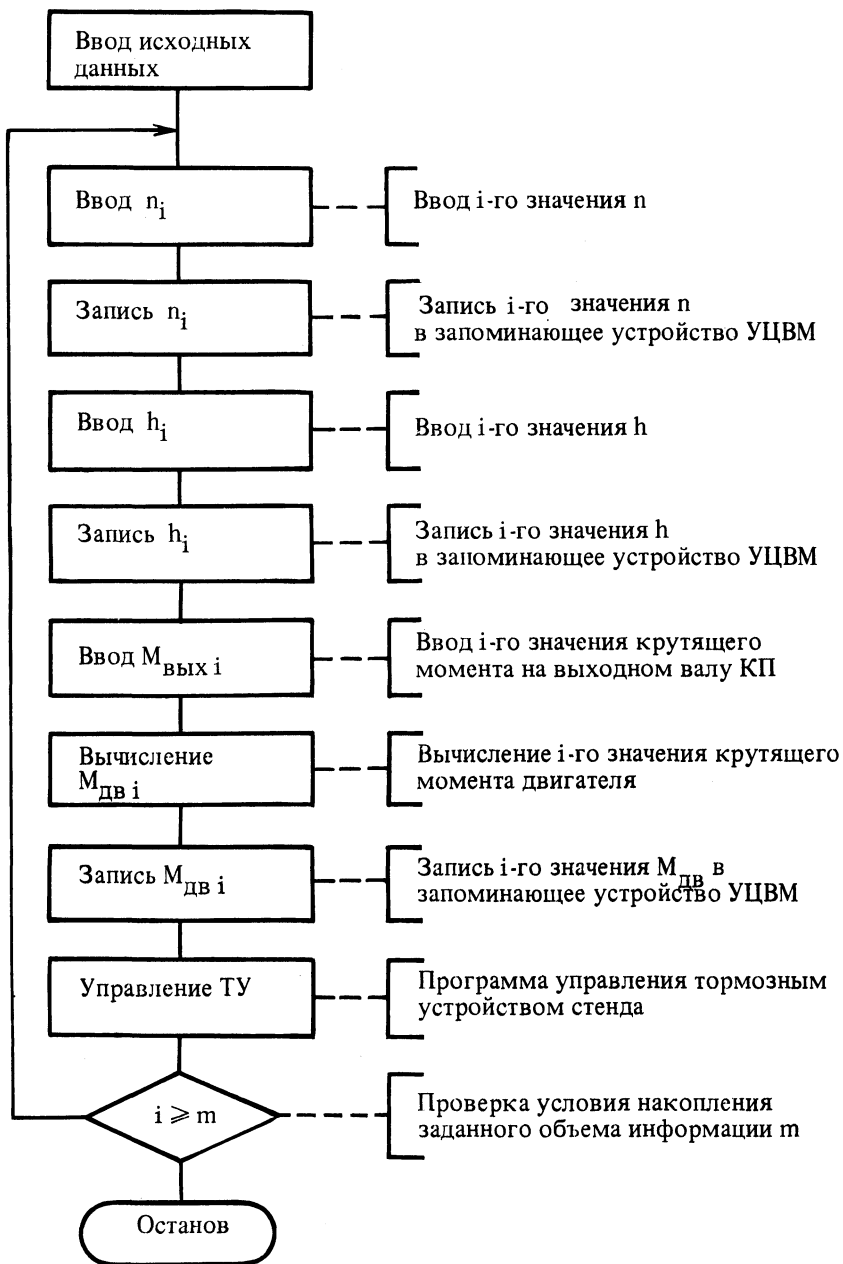 Ввод исходных
данных
Ввод n_i
Ввод i-го значения n
Запись n_i
Запись i-го значения n
в запоминающее устройство УЦВМ
Ввод h_i
Ввод i-го значения h
Запись h_i
Запись i-го значения h
в запоминающее устройство УЦВМ
Ввод M_вых i
Ввод i-го значения крутящего
момента на выходном валу КП
Вычисление
M_дв i
Вычисление i-го значения крутящего
момента двигателя
Запись M_дв i
Запись i-го значения M_дв в
запоминающее устройство УЦВМ
Управление ТУ
Программа управления тормозным
устройством стенда
i ⩾ m
Проверка условия накопления
заданного объема информации m
Останов